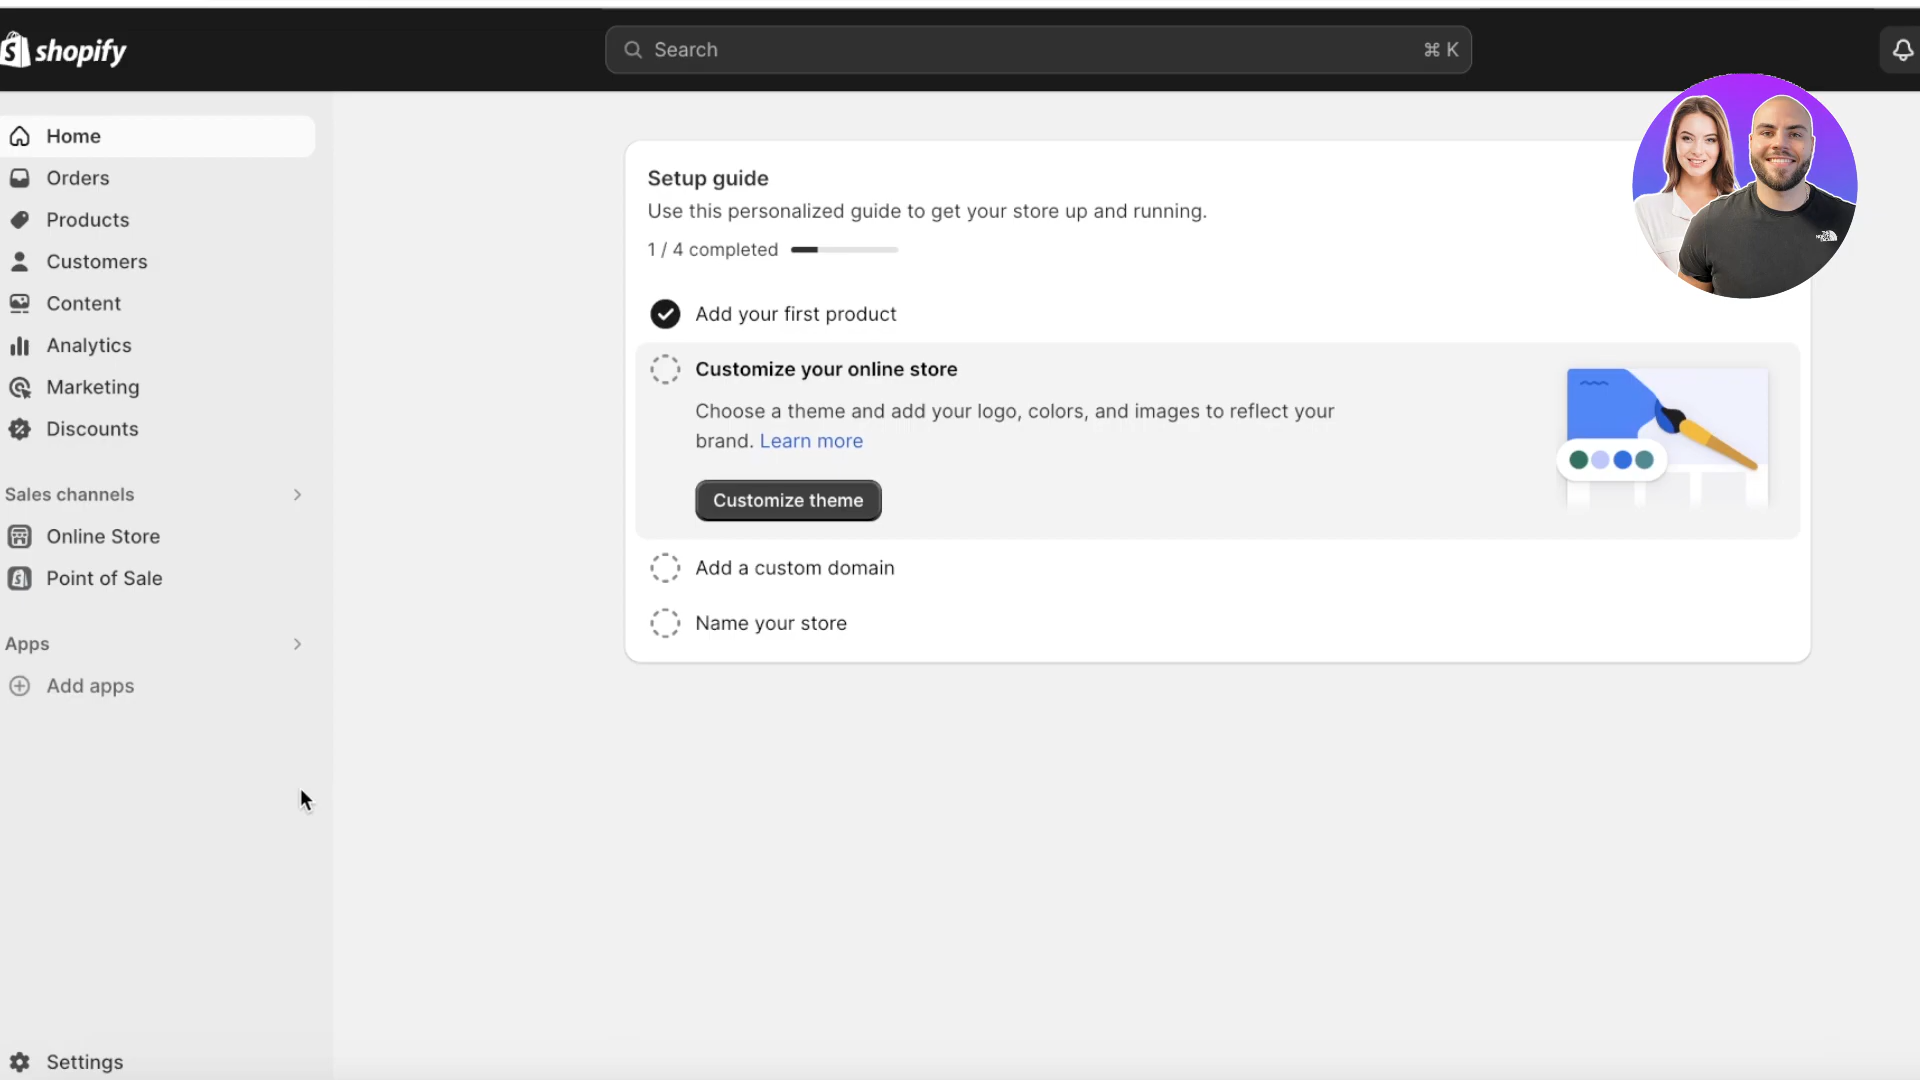 shopify
Search
⌘ K
Home
Orders
Products
Customers
Content
Analytics
Marketing
Discounts
Sales channels
Online Store
Point of Sale
Apps
Add apps
Settings
Setup guide
Use this personalized guide to get your store up and running.
1 / 4 completed
Add your first product
Customize your online store
Choose a theme and add your logo, colors, and images to reflect your
brand. Learn more
Customize theme
Add a custom domain
Name your store